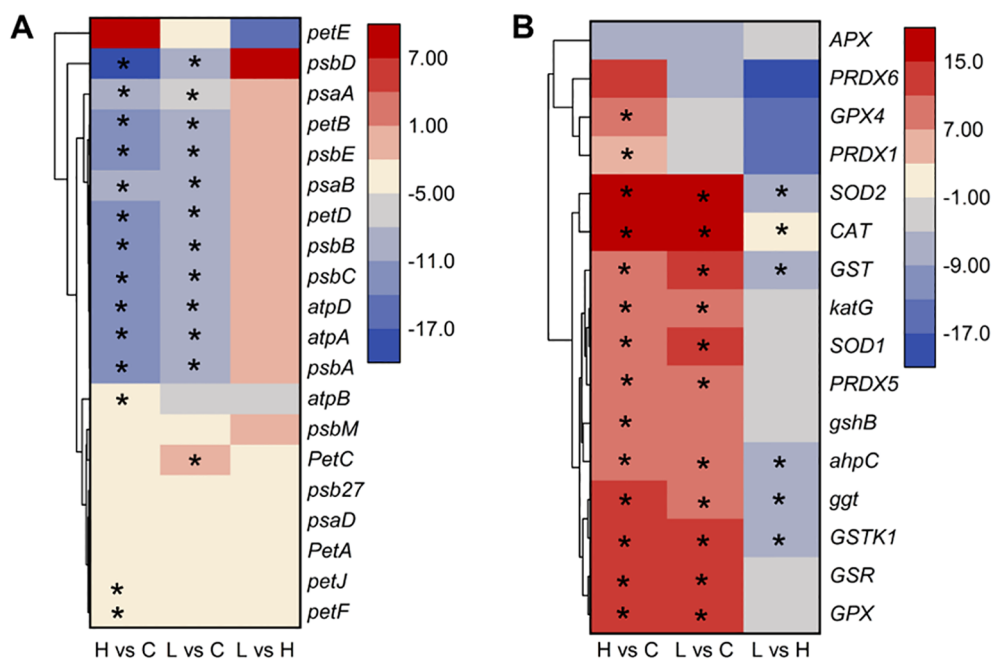 A
petE
psbD
psaA
petB
psbE
psaB
petD
psbB
psbC
atpD
atpA
psbA
atpB
psbM
PetC
psb27
psaD
PetA
petJ
petF
H vs C L vs C L vs H
7.00
1.00
-5.00
-11.0
-17.0
B
APX
PRDX6
GPX4
PRDX1
SOD2
CAT
GST
katG
SOD1
PRDX5
gshB
ahpC
ggt
GSTK1
GSR
GPX
H vs C L vs C L vs H
15.0
7.00
-1.00
-9.00
-17.0